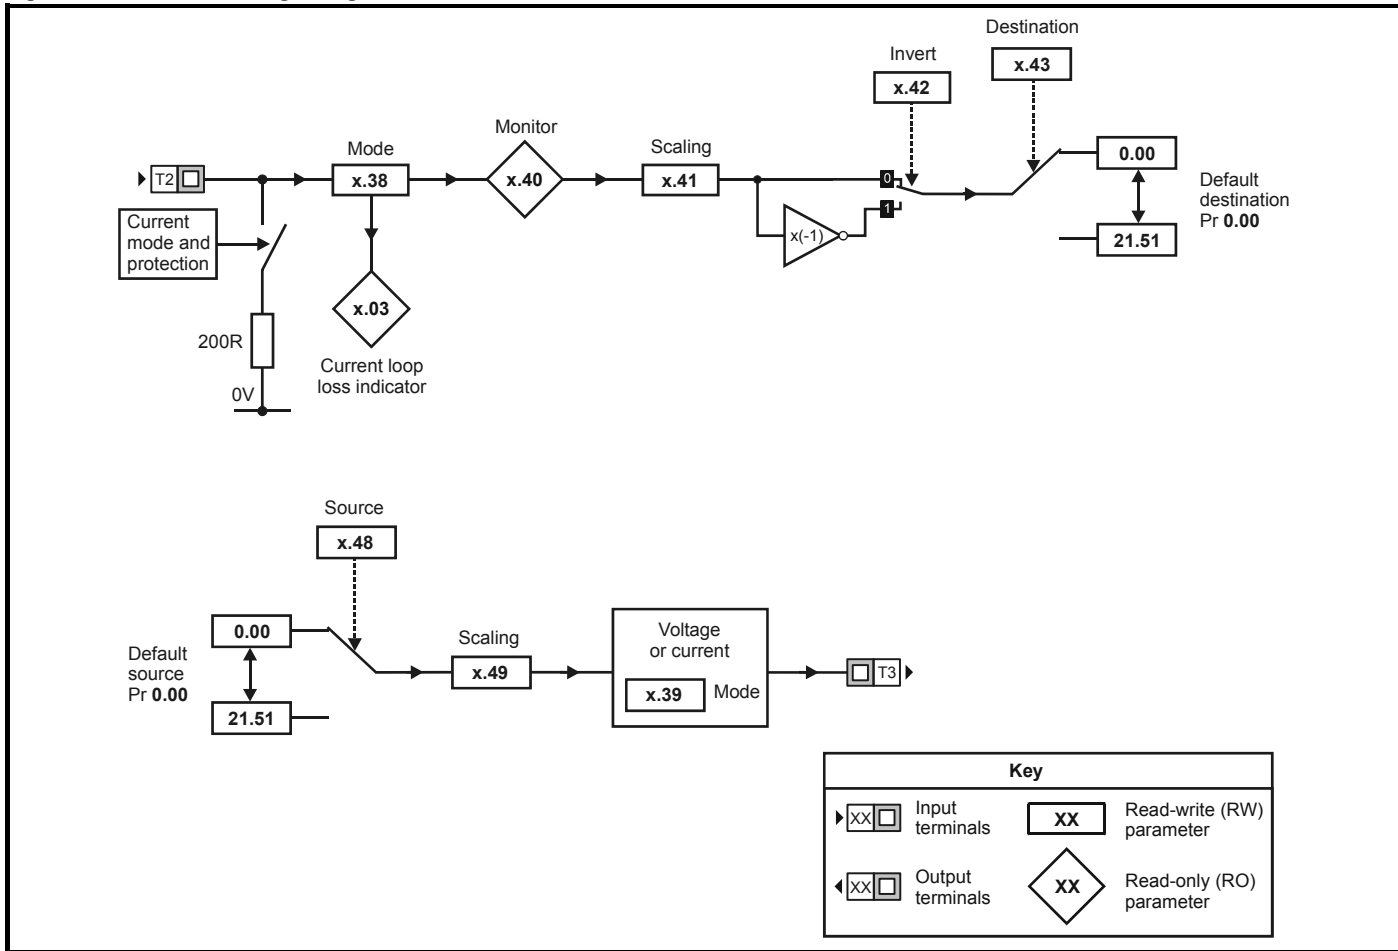 Destination
x.43
Invert
x.42
Monitor
x.40
Mode
x.38
Scaling
x.41
T2
0
1
x(-1)
0.00
21.51
Default
destination
Pr 0.00
Current
mode and
protection
200R
0V
x.03
Current loop
loss indicator
Source
x.48
0.00
21.51
Default
source
Pr 0.00
Scaling
x.49
Voltage
or current
x.39 Mode
T3
Key
XX Input
terminals
XX Read-write (RW)
parameter
XX Output
terminals
XX Read-only (RO)
parameter